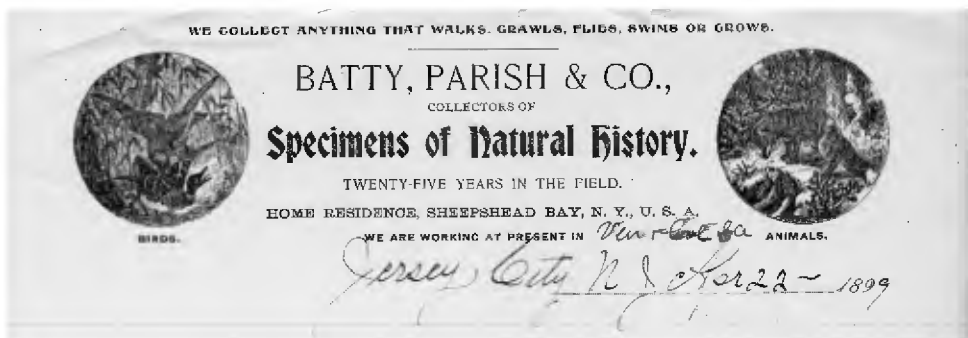 WE COLLECT ANYTHING THAT WALKS, CRAWLS, FLIES, SWIMS OR GROWS.
BATTY, PARISH & CO.,
COLLECTORS OF
Specimens of Natural History.
TWENTY-FIVE YEARS IN THE FIELD.
HOME RESIDENCE, SHEEPSHEAD BAY, N. Y., U. S. A.
BIRDS.
WE ARE WORKING AT PRESENT IN
ANIMALS.
Jersey City N J 22 1899